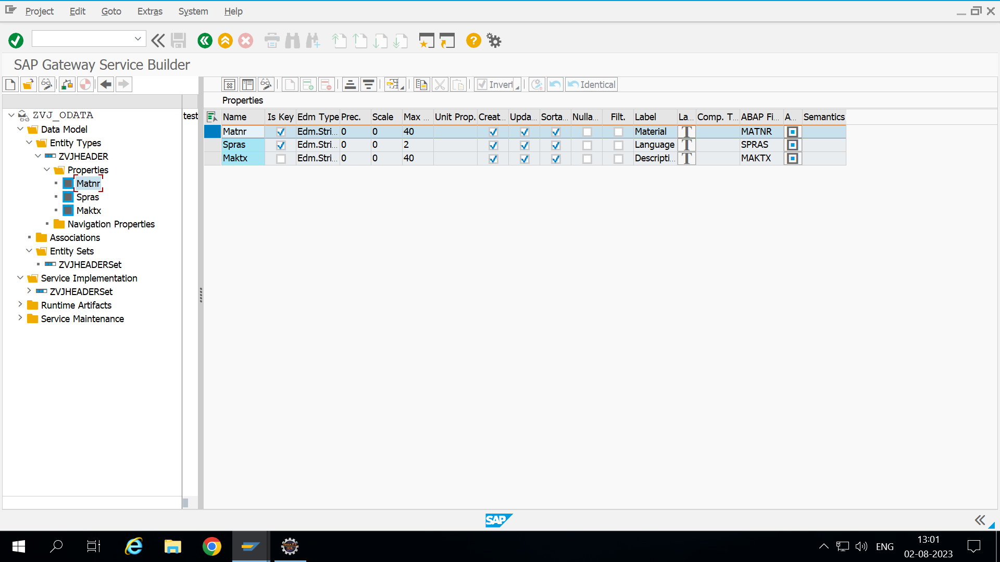 Project Edit Goto Extras System Help
SAP Gateway Service Builder
Invert Identical
Properties
ZVJ_ODATA test
Data Model
Entity Types
ZVJHEADER
Properties
Matnr
Spras
Maktx
Navigation Properties
Associations
Entity Sets
ZVJHEADERSet
Service Implementation
ZVJHEADERSet
Runtime Artifacts
Service Maintenance
Name Is Key Edm Type Prec. Scale Max ... Unit Prop. Creat... Upda... Sorta... Nulla... Filt. Label La... Comp. T... ABAP Fi... A... Semantics
Matnr Edm.Stri... 0 0 40 Material T MATNR
Spras Edm.Stri... 0 0 2 Language T SPRAS
Maktx Edm.Stri... 0 0 40 Descripti... T MAKTX
SAP
Java EE
IDE
ENG
13:01
02-08-2023